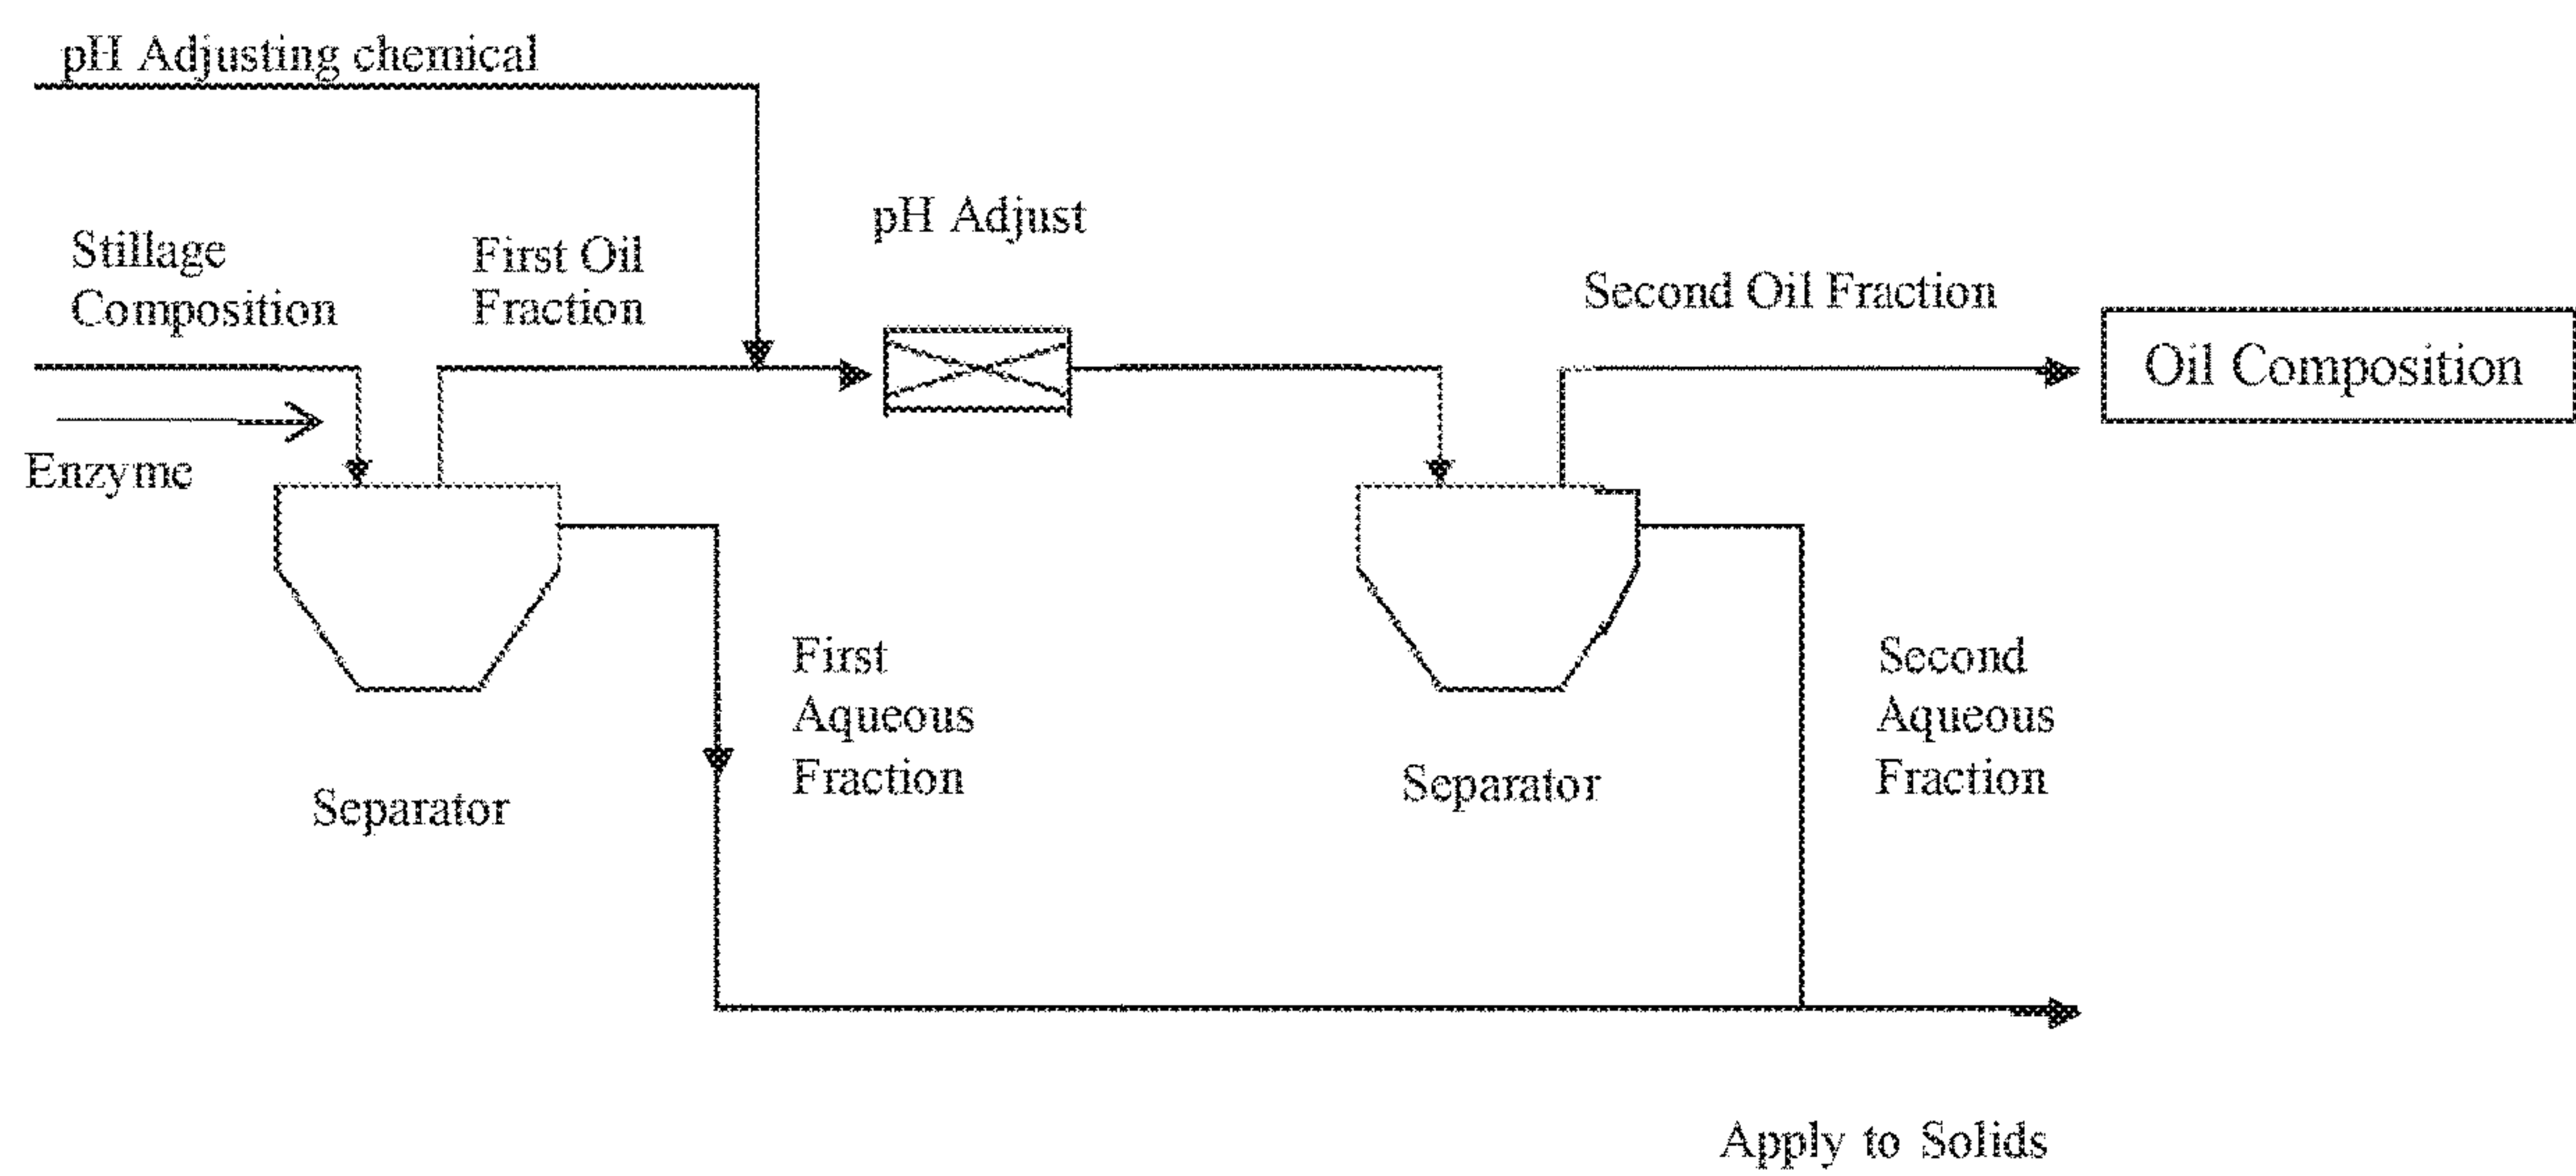 pH Adjusting chemical
pH Adjust
Stillage
Composition
First Oil
Fraction
Second Oil Fraction
Oil Composition
Enzyme
First
Aqueous
Fraction
Second
Aqueous
Fraction
Separator
Separator
Apply to Solids